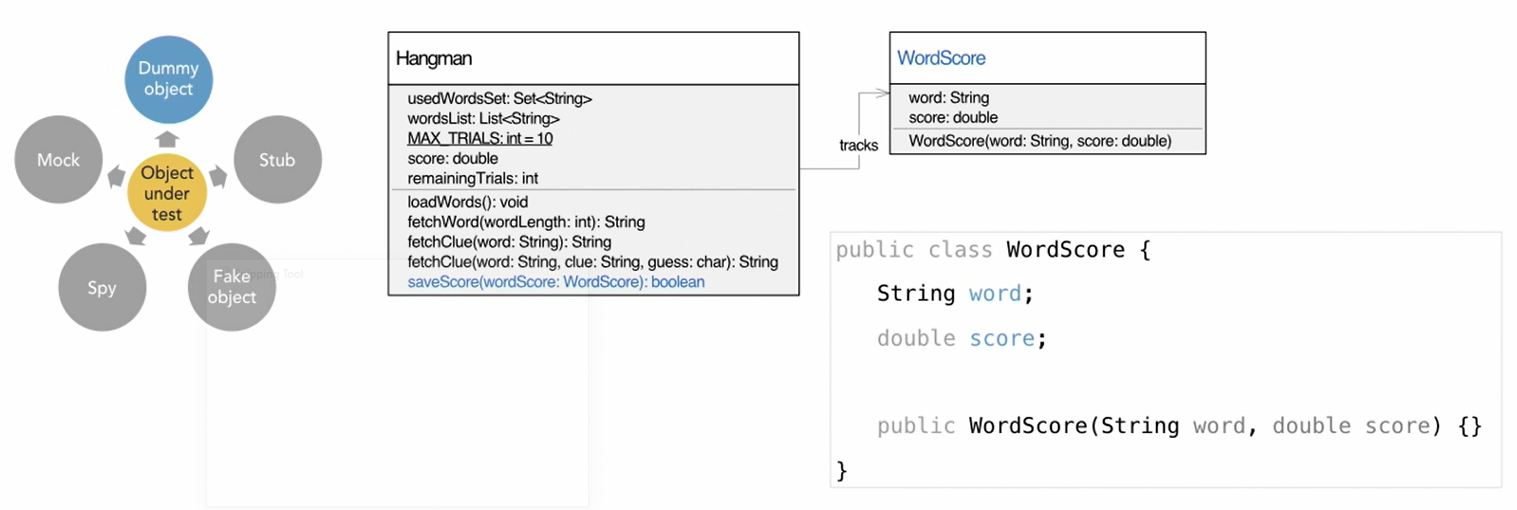 Dummy
object
Mock
Stub
Object
under
test
Spy
Fake
object
pping Tool
Hangman
usedWordsSet: Set<String>
wordsList: List<String>
MAX_TRIALS: int = 10
score: double
remainingTrials: int
loadWords(): void
fetchWord(wordLength: int): String
fetchClue(word: String): String
fetchClue(word: String, clue: String, guess: char): String
saveScore(wordScore: WordScore): boolean
tracks
WordScore
word: String
score: double
WordScore(word: String, score: double)
public class WordScore {
String word;
double score;
public WordScore(String word, double score) {}
}